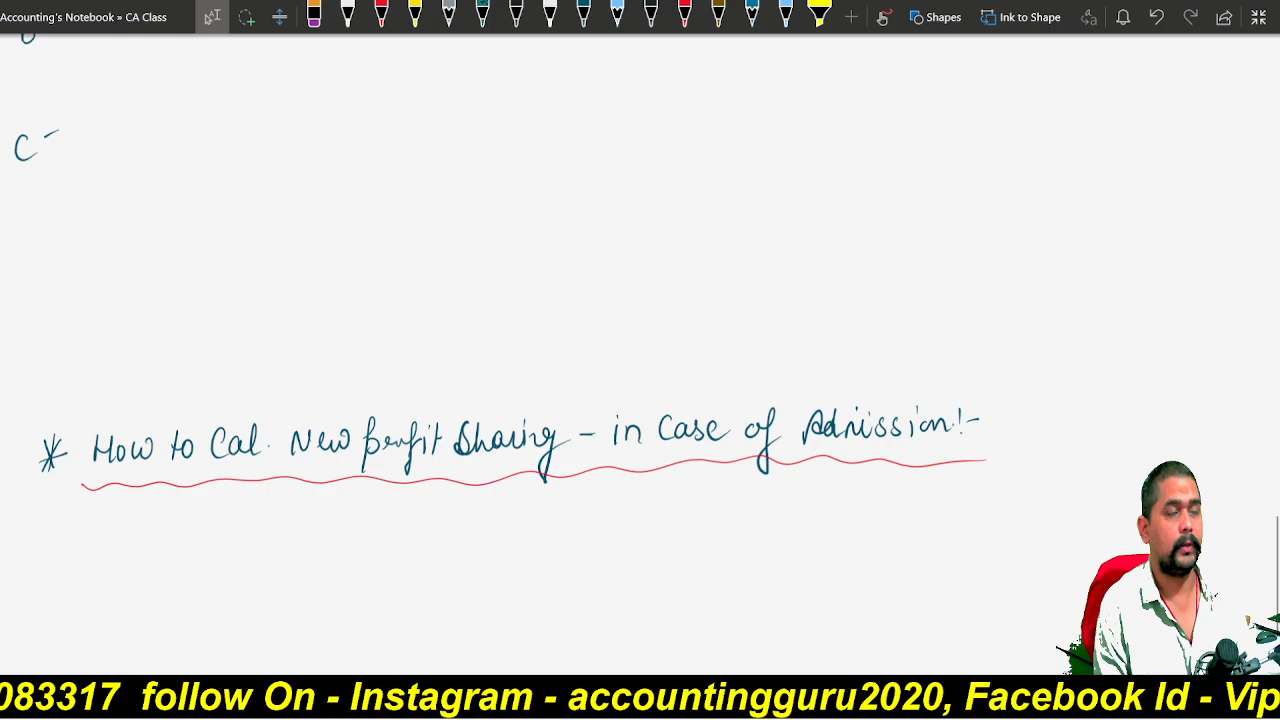 Accounting's Notebook » CA Class
Shapes
Ink to Shape
C -
* How to Cal. New profit Sharing - in Case of Admission!-
083317 follow On - Instagram - accountingguru2020, Facebook Id - Vip